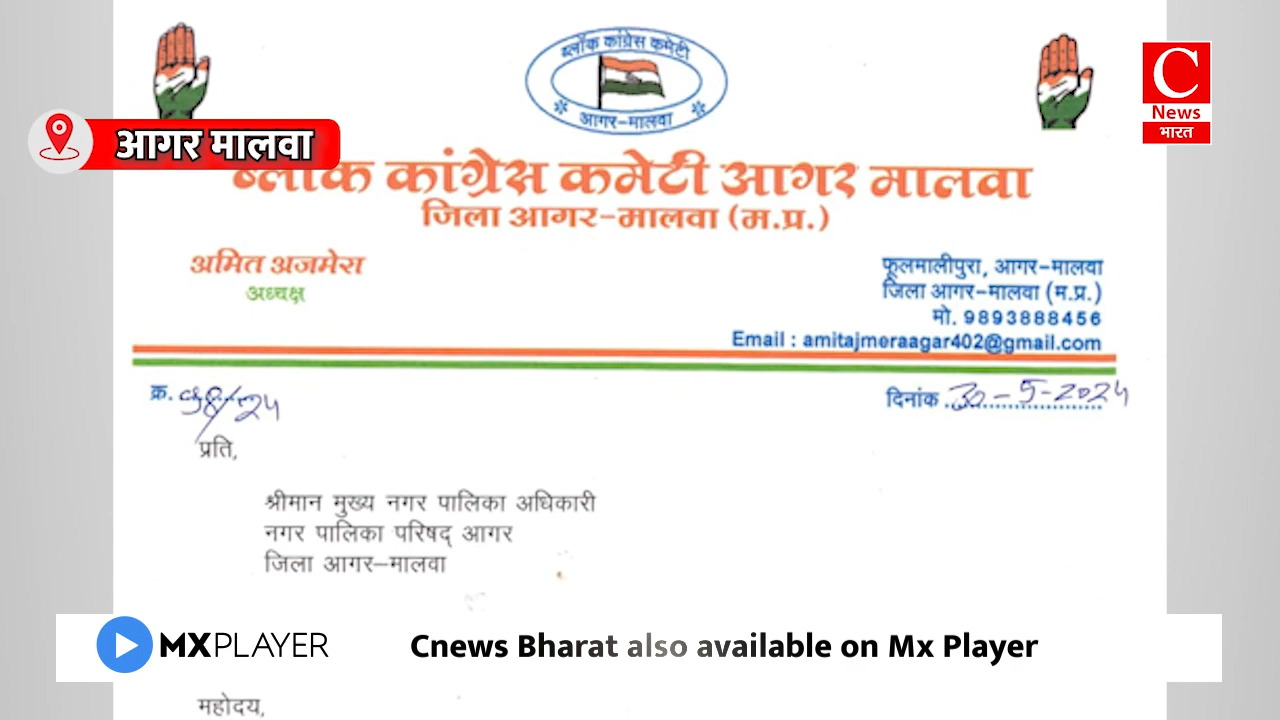 ब्लॉक कांग्रेस कमेटी
आगर-मालवा
C
News
भारत
आगर मालवा
ब्लॉक कांग्रेस कमेटी आगर मालवा
जिला आगर-मालवा (म.प्र.)
अमित अजमेरा
अध्यक्ष
फूलमालीपुरा, आगर-मालवा
जिला आगर-मालवा (म.प्र.)
मो. 9893888456
Email : amitajmeraagar402@gmail.com
क्र. 98/24
दिनांक 30-5-2024
प्रति,
श्रीमान मुख्य नगर पालिका अधिकारी
नगर पालिका परिषद् आगर
जिला आगर–मालवा
MXPLAYER
Cnews Bharat also available on Mx Player
महोदय,